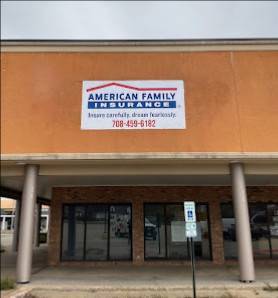 AMERICAN FAMILY
INSURANCE
Insure carefully, dream fearlessly.
708-459-6182